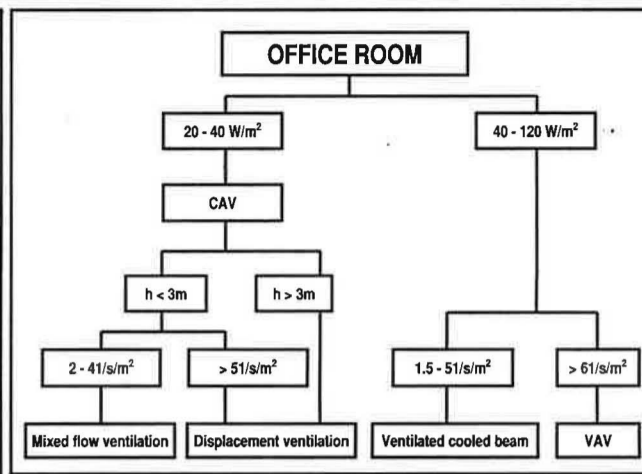 OFFICE ROOM
20 - 40 W/m²
40 - 120 W/m²
CAV
h < 3m
h > 3m
2 - 41/s/m²
> 51/s/m²
1.5 - 51/s/m²
> 61/s/m²
Mixed flow ventilation
Displacement ventilation
Ventilated cooled beam
VAV